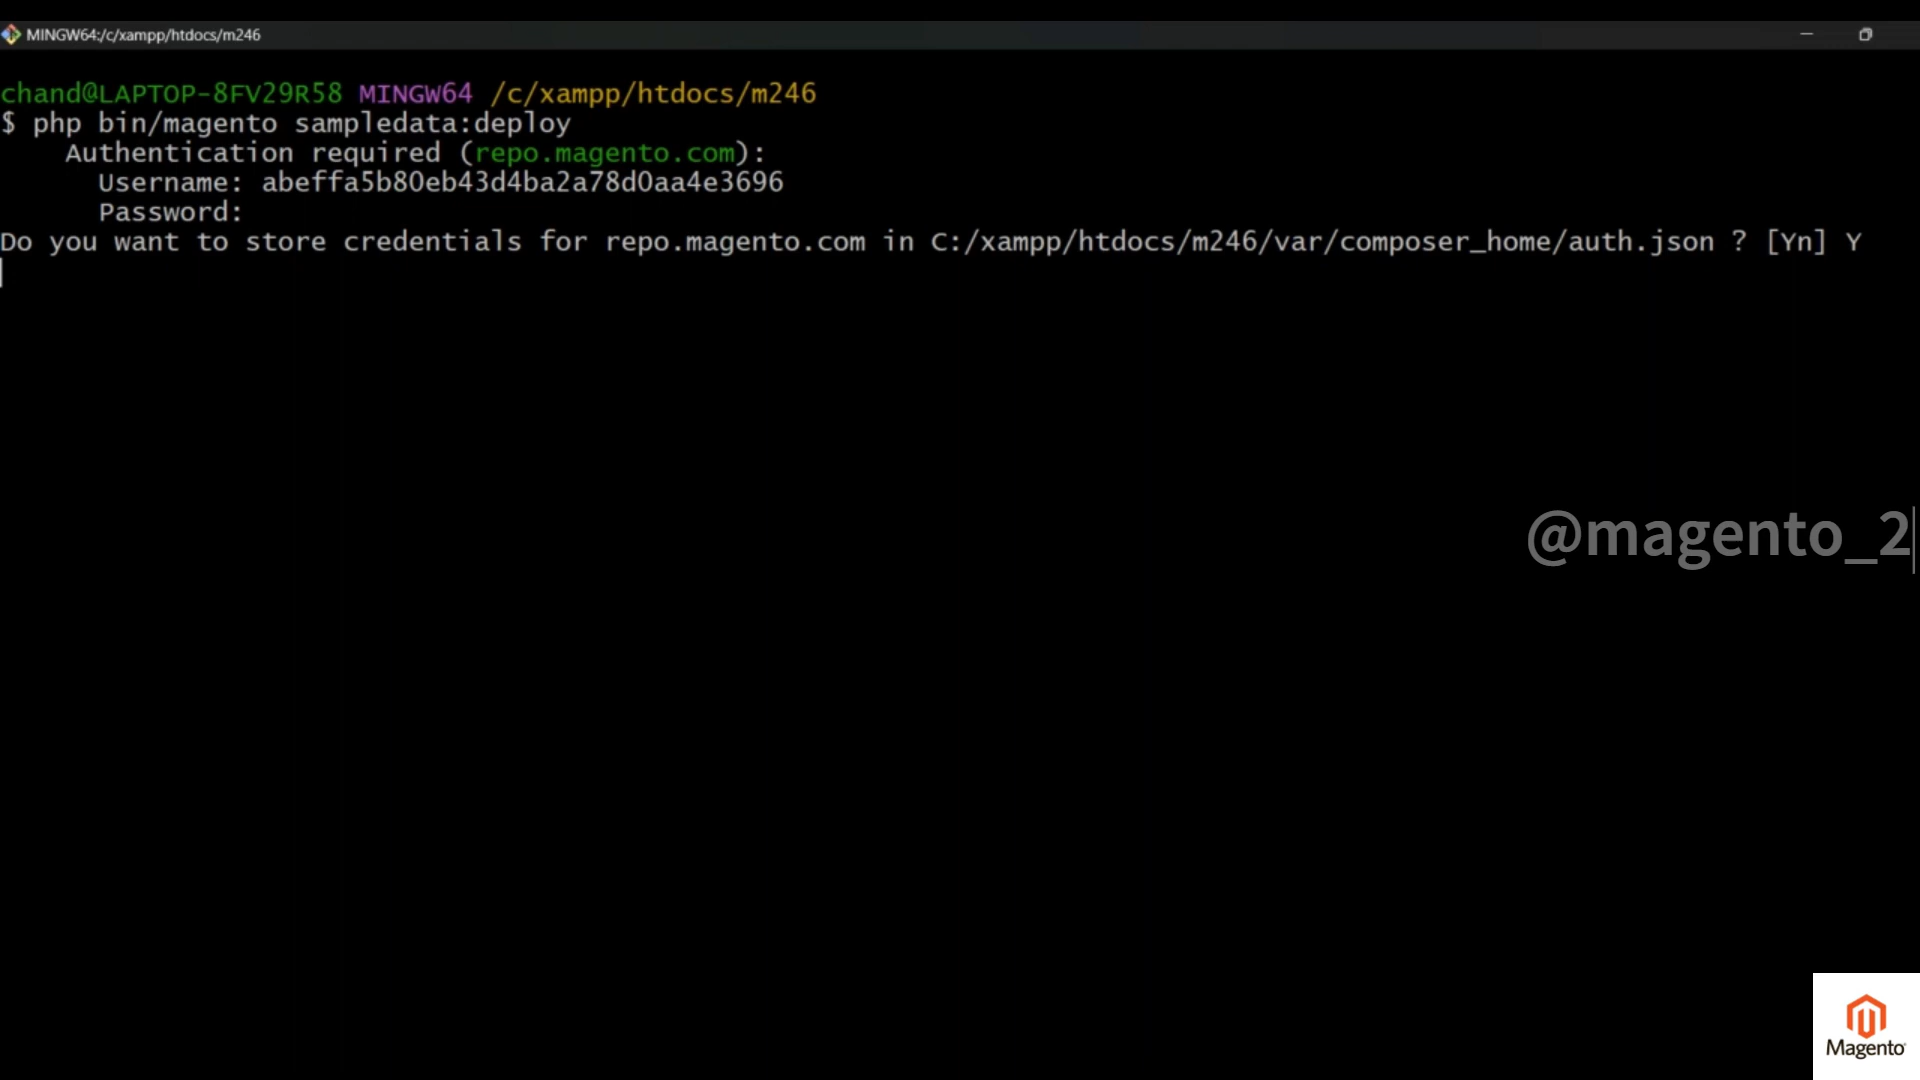 MINGW64:/c/xampp/htdocs/m246
chand@LAPTOP-8FV29R58 MINGW64 /c/xampp/htdocs/m246
$ php bin/magento sampledata:deploy
Authentication required (repo.magento.com):
Username: abeffa5b80eb43d4ba2a78d0aa4e3696
Password:
Do you want to store credentials for repo.magento.com in C:/xampp/htdocs/m246/var/composer_home/auth.json ? [Yn] Y
@magento_2
Magento